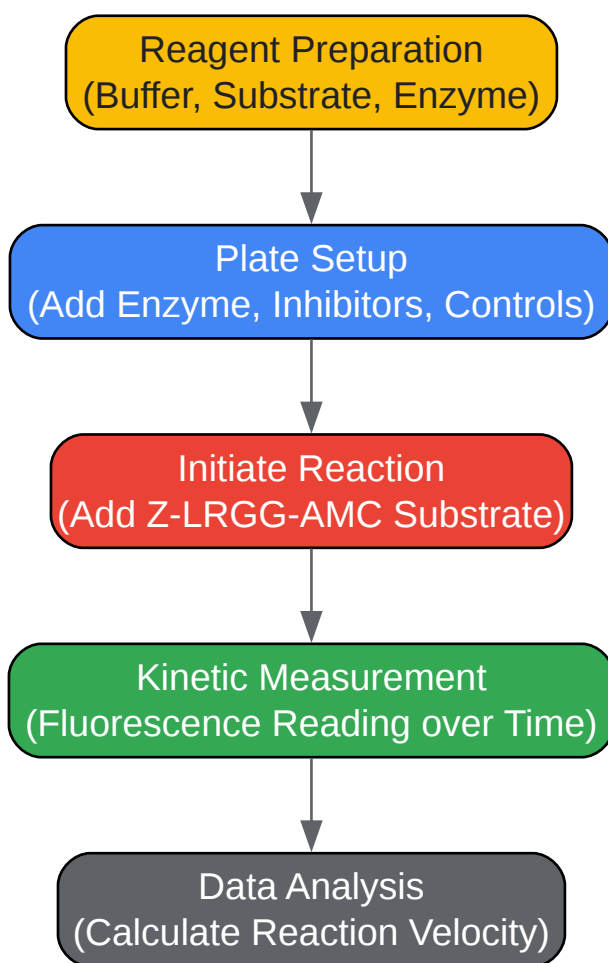 Reagent Preparation
(Buffer, Substrate, Enzyme)
Plate Setup
(Add Enzyme, Inhibitors, Controls)
Initiate Reaction
(Add Z-LRGG-AMC Substrate)
Kinetic Measurement
(Fluorescence Reading over Time)
Data Analysis
(Calculate Reaction Velocity)